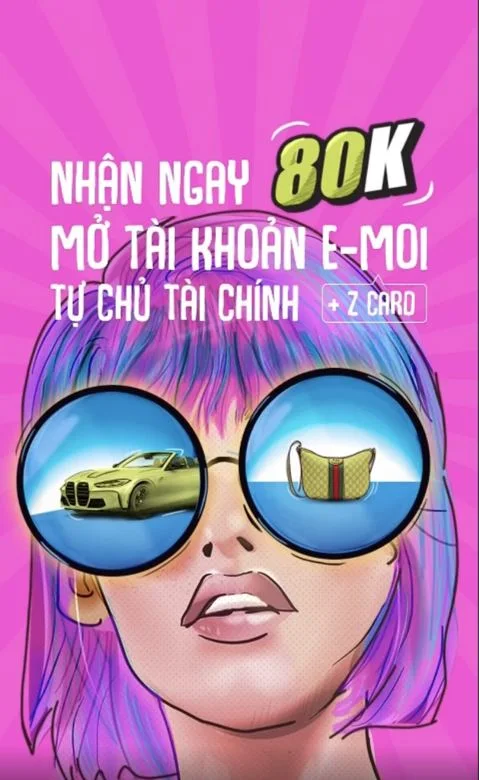 NHẬN NGAY 80K
MỞ TÀI KHOẢN E-MOI
TỰ CHỦ TÀI CHÍNH + Z CARD